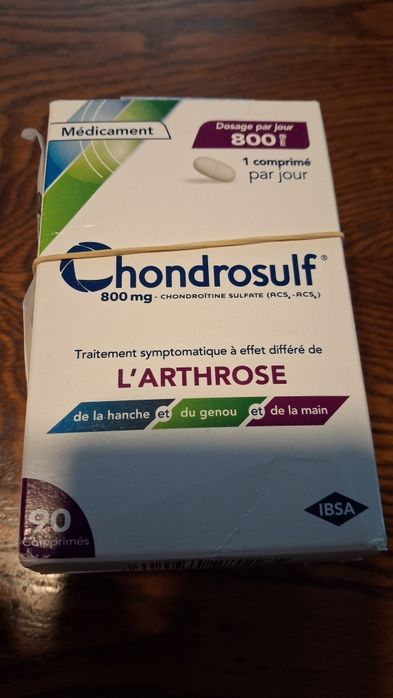 Médicament
Dosage par jour
800 mg
1 comprimé
par jour
Chondrosulf®
800 mg - CHONDROÏTINE SULFATE (ACS4-ACS6)
Traitement symptomatique à effet différé de
L'ARTHROSE
de la hanche et du genou et de la main
IBSA
90
Comprimés